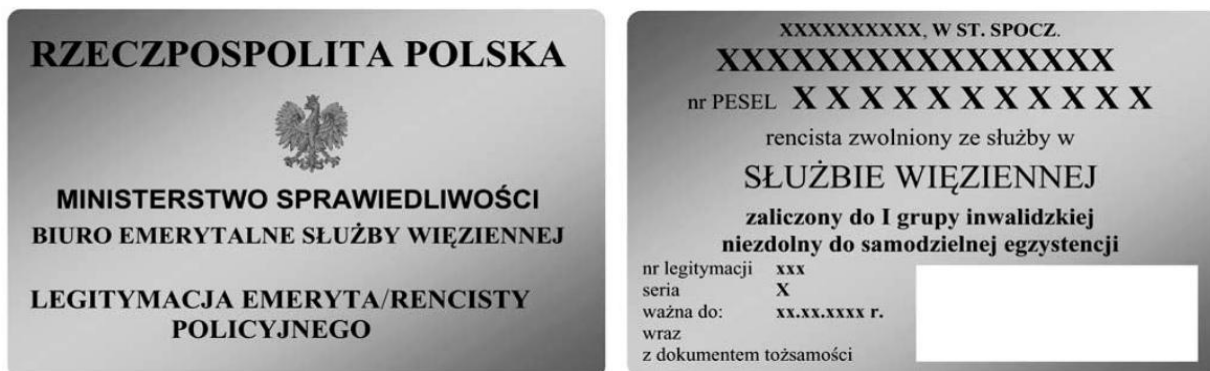 RZECZPOSPOLITA POLSKA
MINISTERSTWO SPRAWIEDLIWOŚCI
BIURO EMERYTALNE SŁUŻBY WIĘZIENNEJ
LEGITYMACJA EMERYTA/RENCISTY
POLICYJNEGO
XXXXXXXXXX, W ST. SPOCZ.
XXXXXXXXXXXXXXXX
nr PESEL X X X X X X X X X X X
rencista zwolniony ze służby w
SŁUŻBIE WIĘZIENNEJ
zaliczony do I grupy inwalidzkiej
niezdolny do samodzielnej egzystencji
nr legitymacji xxx
seria X
ważna do: xx.xx.xxxx r.
wraz
z dokumentem tożsamości